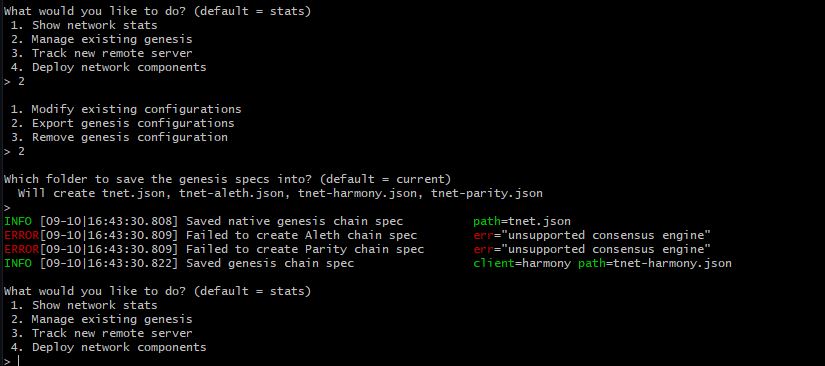 What would you like to do? (default = stats)
1. Show network stats
2. Manage existing genesis
3. Track new remote server
4. Deploy network components
> 2
1. Modify existing configurations
2. Export genesis configurations
3. Remove genesis configuration
> 2
Which folder to save the genesis specs into? (default = current)
Will create tnet.json, tnet-aleth.json, tnet-harmony.json, tnet-parity.json
>
INFO [09-10|16:43:30.808] Saved native genesis chain spec path=tnet.json
ERROR[09-10|16:43:30.809] Failed to create Aleth chain spec err="unsupported consensus engine"
ERROR[09-10|16:43:30.809] Failed to create Parity chain spec err="unsupported consensus engine"
INFO [09-10|16:43:30.822] Saved genesis chain spec client=harmony path=tnet-harmony.json
What would you like to do? (default = stats)
1. Show network stats
2. Manage existing genesis
3. Track new remote server
4. Deploy network components
>